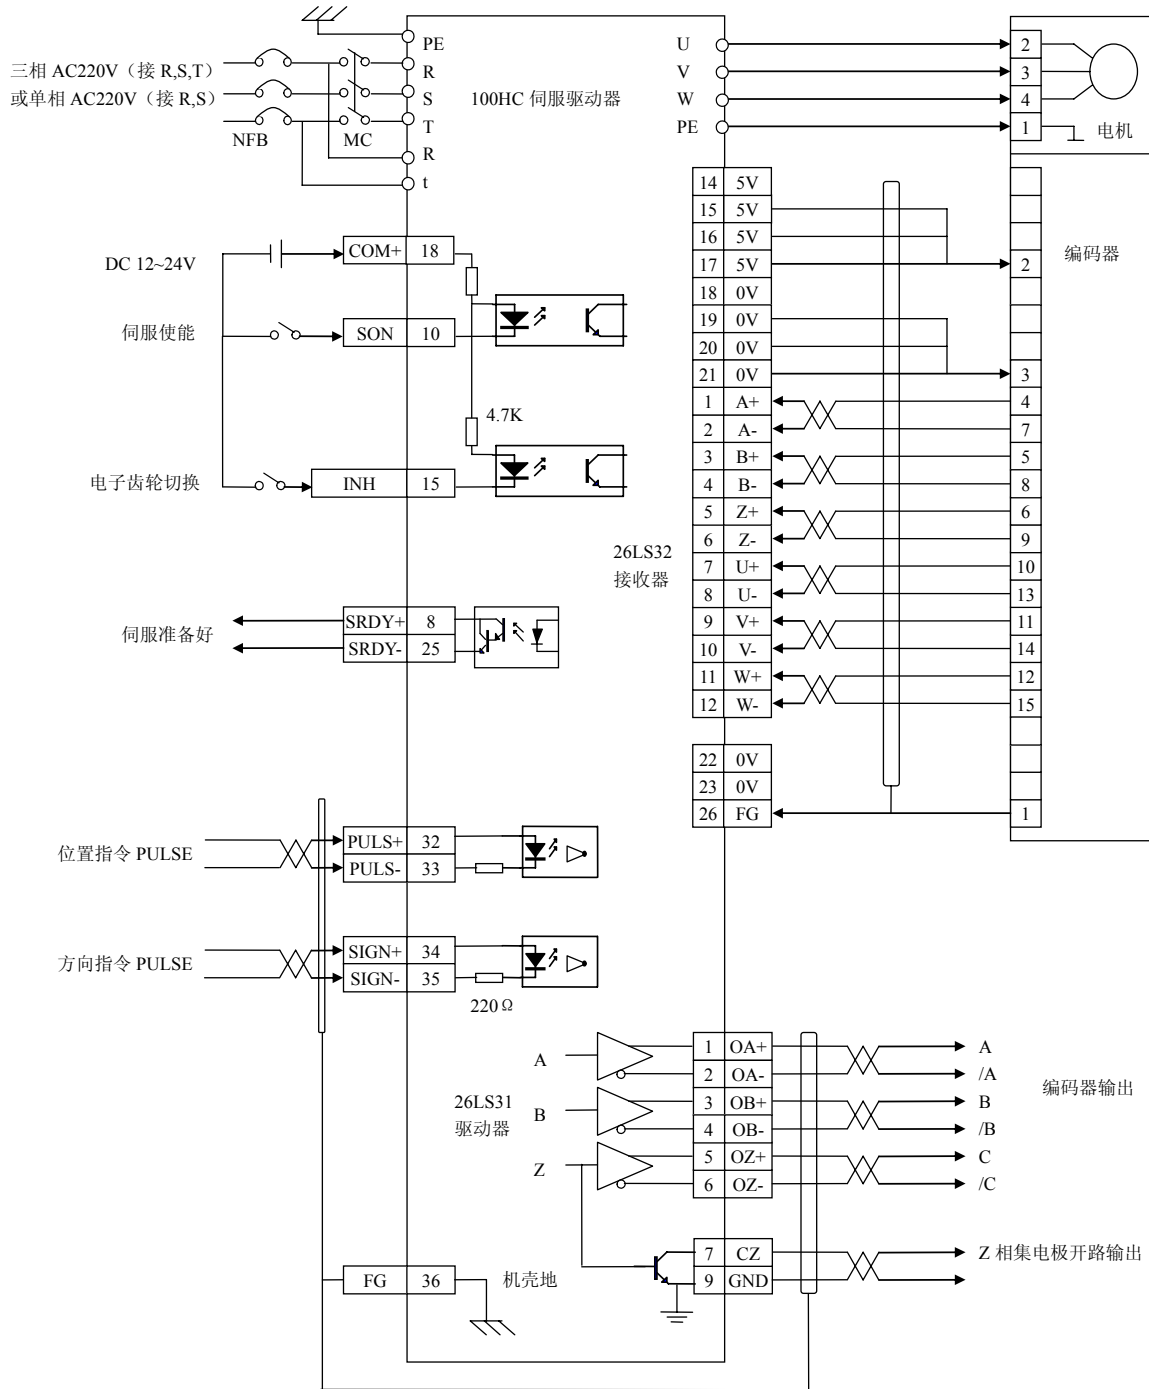 PE
三相 AC220V（接 R,S,T）
或单相 AC220V（接 R,S）
NFB
MC
R
S
T
R
t
100HC 伺服驱动器
U
V
W
PE
2
3
4
1
电机
DC 12~24V
COM+ 18
伺服使能
SON 10
4.7K
电子齿轮切换
INH 15
伺服准备好
SRDY+ 8
SRDY- 25
位置指令 PULSE
PULS+ 32
PULS- 33
方向指令 PULSE
SIGN+ 34
SIGN- 35
220 Ω
14 5V
15 5V
16 5V
17 5V 2
编码器
18 0V
19 0V
20 0V
21 0V 3
1 A+ 4
2 A- 7
3 B+ 5
4 B- 8
5 Z+ 6
6 Z- 9
26LS32
接收器
7 U+ 10
8 U- 13
9 V+ 11
10 V- 14
11 W+ 12
12 W- 15
22 0V
23 0V
26 FG 1
26LS31
驱动器
A
B
Z
1 OA+ A
2 OA- /A
3 OB+ B
4 OB- /B
5 OZ+ C
6 OZ- /C
编码器输出
7 CZ Z 相集电极开路输出
9 GND
FG 36
机壳地